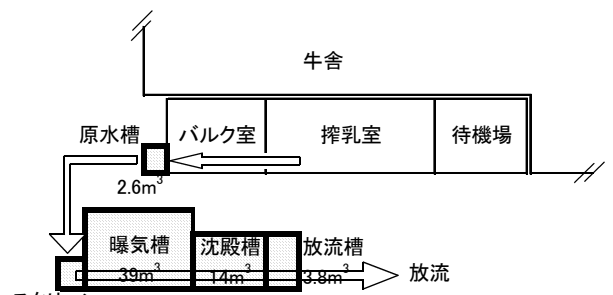 牛舎
原水槽
バルク室
搾乳室
待機場
2.6m³
曝気槽
沈殿槽
放流槽
39m³
14m³
3.8m³
放流